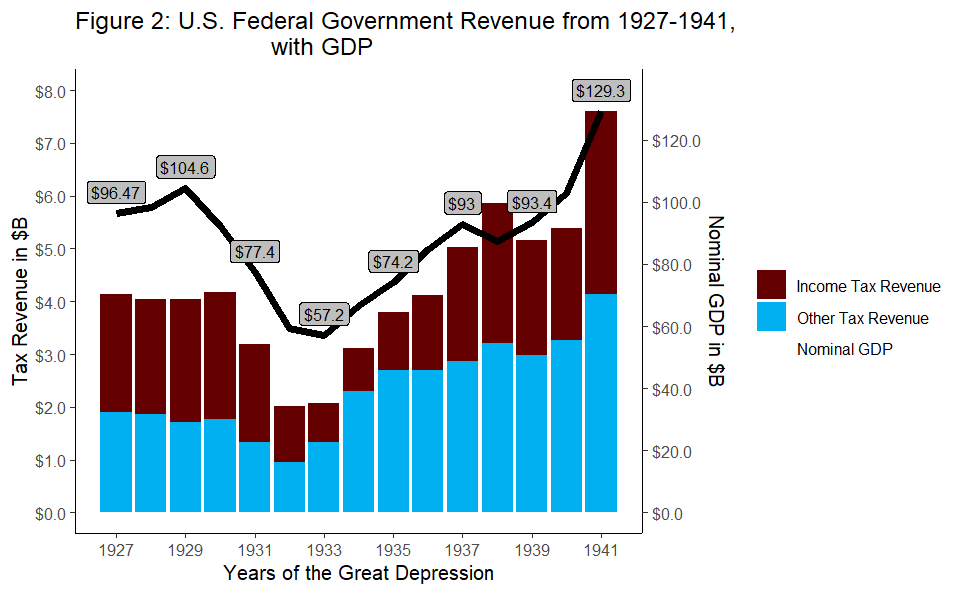 Figure 2: U.S. Federal Government Revenue from 1927-1941,
with GDP
Tax Revenue in $B
$8.0
$7.0
$6.0
$5.0
$4.0
$3.0
$2.0
$1.0
$0.0
$96.47
$104.6
$77.4
$57.2
$74.2
$93
$93.4
$129.3
$120.0
$100.0
$80.0
$60.0
$40.0
$20.0
$0.0
Nominal GDP in $B
1927 1929 1931 1933 1935 1937 1939 1941
Years of the Great Depression
Income Tax Revenue
Other Tax Revenue
Nominal GDP